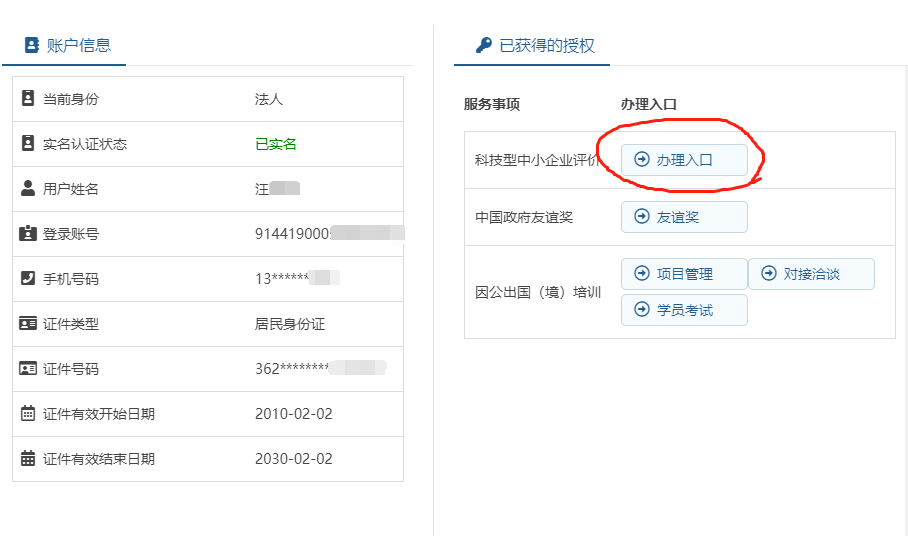 账户信息
当前身份 法人
实名认证状态 已实名
用户姓名 汪
登录账号 914419000
手机号码 13******
证件类型 居民身份证
证件号码 362********
证件有效开始日期 2010-02-02
证件有效结束日期 2030-02-02
已获得的授权
服务事项 办理入口
科技型中小企业评价 办理入口
中国政府友谊奖 友谊奖
因公出国（境）培训 项目管理 对接洽谈
学员考试